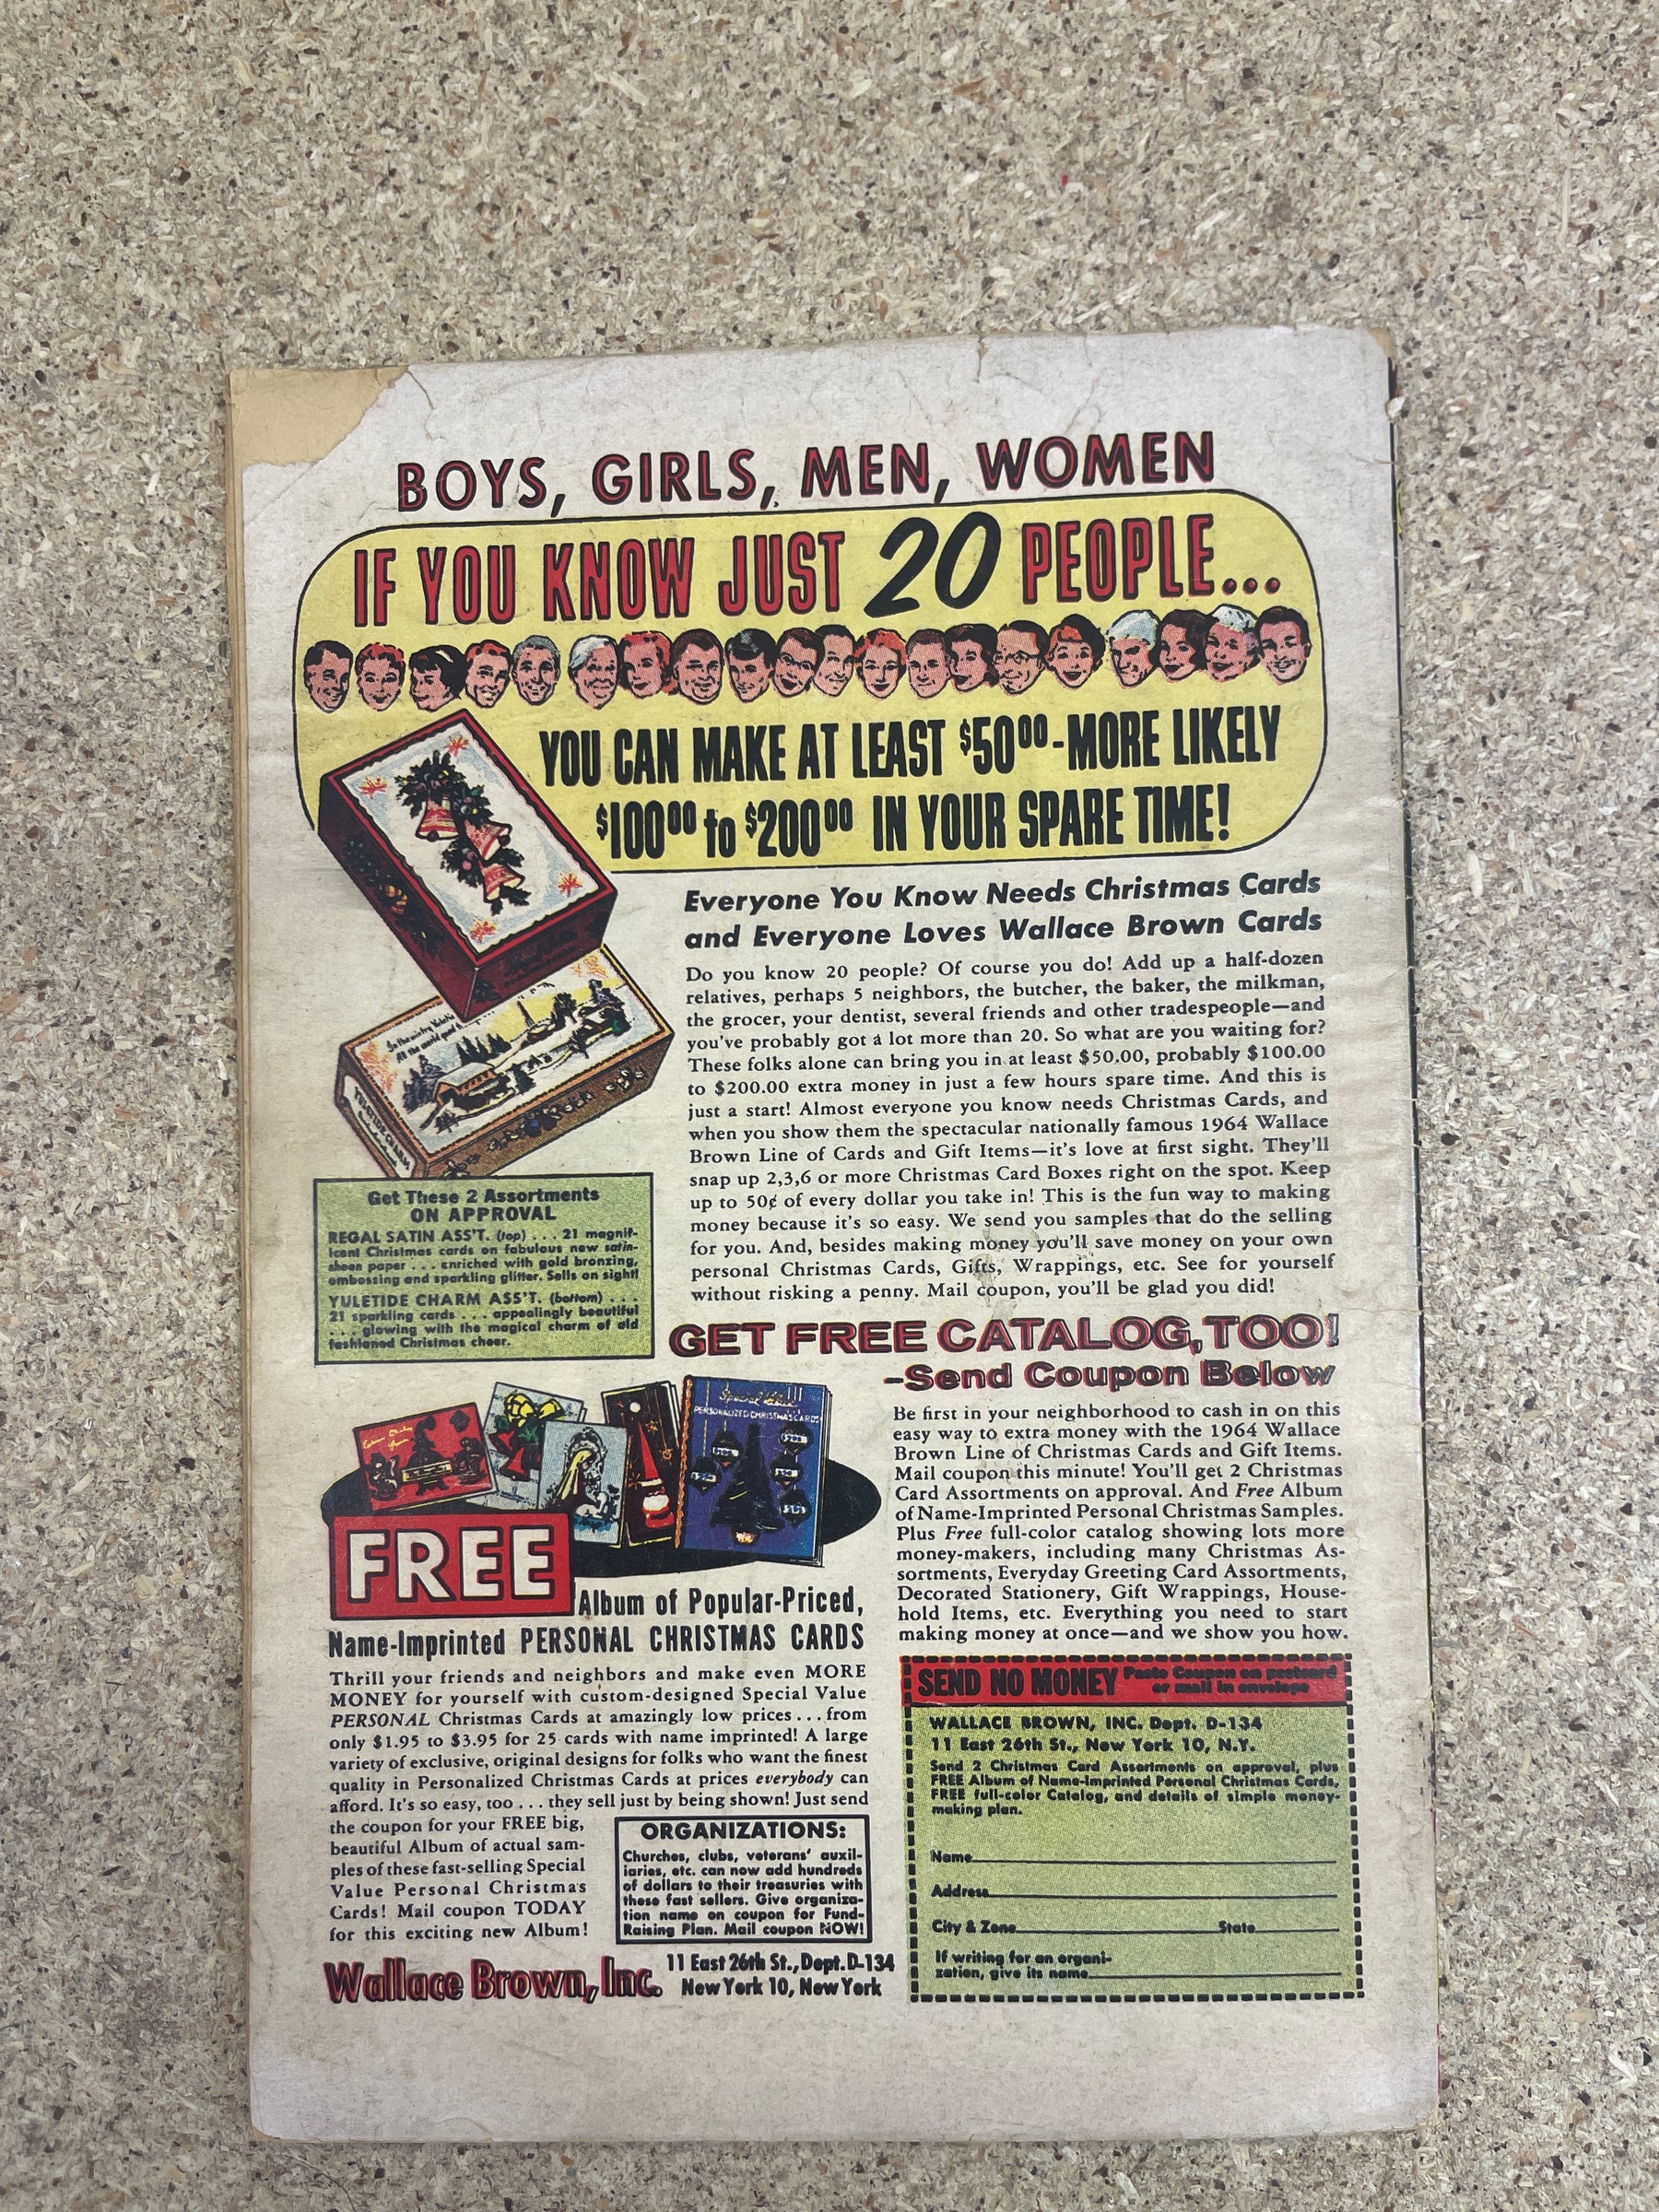 BOYS, GIRLS, MEN, WOMEN
IF YOU KNOW JUST 20 PEOPLE...
YOU CAN MAKE AT LEAST $50⁰⁰-MORE LIKELY
$100⁰⁰ to $200⁰⁰ IN YOUR SPARE TIME!
Everyone You Know Needs Christmas Cards
and Everyone Loves Wallace Brown Cards
Do you know 20 people? Of course you do! Add up a half-dozen
relatives, perhaps 5 neighbors, the butcher, the baker, the milkman,
the grocer, your dentist, several friends and other tradespeople—and
you've probably got a lot more than 20. So what are you waiting for?
These folks alone can bring you in at least $50.00, probably $100.00
to $200.00 extra money in just a few hours spare time. And this is
just a start! Almost everyone you know needs Christmas Cards, and
when you show them the spectacular nationally famous 1964 Wallace
Brown Line of Cards and Gift Items—it's love at first sight. They'll
snap up 2,3,6 or more Christmas Card Boxes right on the spot. Keep
up to 50¢ of every dollar you take in! This is the fun way to making
money because it's so easy. We send you samples that do the selling
for you. And, besides making money you'll save money on your own
personal Christmas Cards, Gifts, Wrappings, etc. See for yourself
without risking a penny. Mail coupon, you'll be glad you did!
YULETIDE CHARM
Get These 2 Assortments
ON APPROVAL
REGAL SATIN ASS'T. (top) . . . 21 magnif-
icent Christmas cards on fabulous new satin-
sheen paper . . . enriched with gold bronzing,
embossing and sparkling glitter. Sells on sight!
YULETIDE CHARM ASS'T. (bottom) . . .
21 sparkling cards . . . appealingly beautiful
. . . glowing with the magical charm of old
fashioned Christmas cheer.
GET FREE CATALOG, TOO!
-Send Coupon Below
Be first in your neighborhood to cash in on this
easy way to extra money with the 1964 Wallace
Brown Line of Christmas Cards and Gift Items.
Mail coupon this minute! You'll get 2 Christmas
Card Assortments on approval. And Free Album
of Name-Imprinted Personal Christmas Samples.
Plus Free full-color catalog showing lots more
money-makers, including many Christmas As-
sortments, Everyday Greeting Card Assortments,
Decorated Stationery, Gift Wrappings, House-
hold Items, etc. Everything you need to start
making money at once—and we show you how.
Special Value
PERSONALIZED CHRISTMAS CARDS
FREE
Album of Popular-Priced,
Name-Imprinted PERSONAL CHRISTMAS CARDS
Thrill your friends and neighbors and make even MORE
MONEY for yourself with custom-designed Special Value
PERSONAL Christmas Cards at amazingly low prices . . . from
only $1.95 to $3.95 for 25 cards with name imprinted! A large
variety of exclusive, original designs for folks who want the finest
quality in Personalized Christmas Cards at prices everybody can
afford. It's so easy, too . . . they sell just by being shown! Just send
the coupon for your FREE big,
beautiful Album of actual sam-
ples of these fast-selling Special
Value Personal Christmas
Cards! Mail coupon TODAY
for this exciting new Album!
ORGANIZATIONS:
Churches, clubs, veterans' auxil-
iaries, etc. can now add hundreds
of dollars to their treasuries with
these fast sellers. Give organiza-
tion name on coupon for Fund-
Raising Plan. Mail coupon NOW!
Wallace Brown, Inc. 11 East 26th St., Dept. D-134
New York 10, New York
SEND NO MONEY Paste Coupon on postcard
or mail in envelope
WALLACE BROWN, INC. Dept. D-134
11 East 26th St., New York 10, N.Y.
Send 2 Christmas Card Assortments on approval, plus
FREE Album of Name-Imprinted Personal Christmas Cards,
FREE full-color Catalog, and details of simple money-
making plan.
Name
Address
City & Zone State
If writing for an organi-
zation, give its name